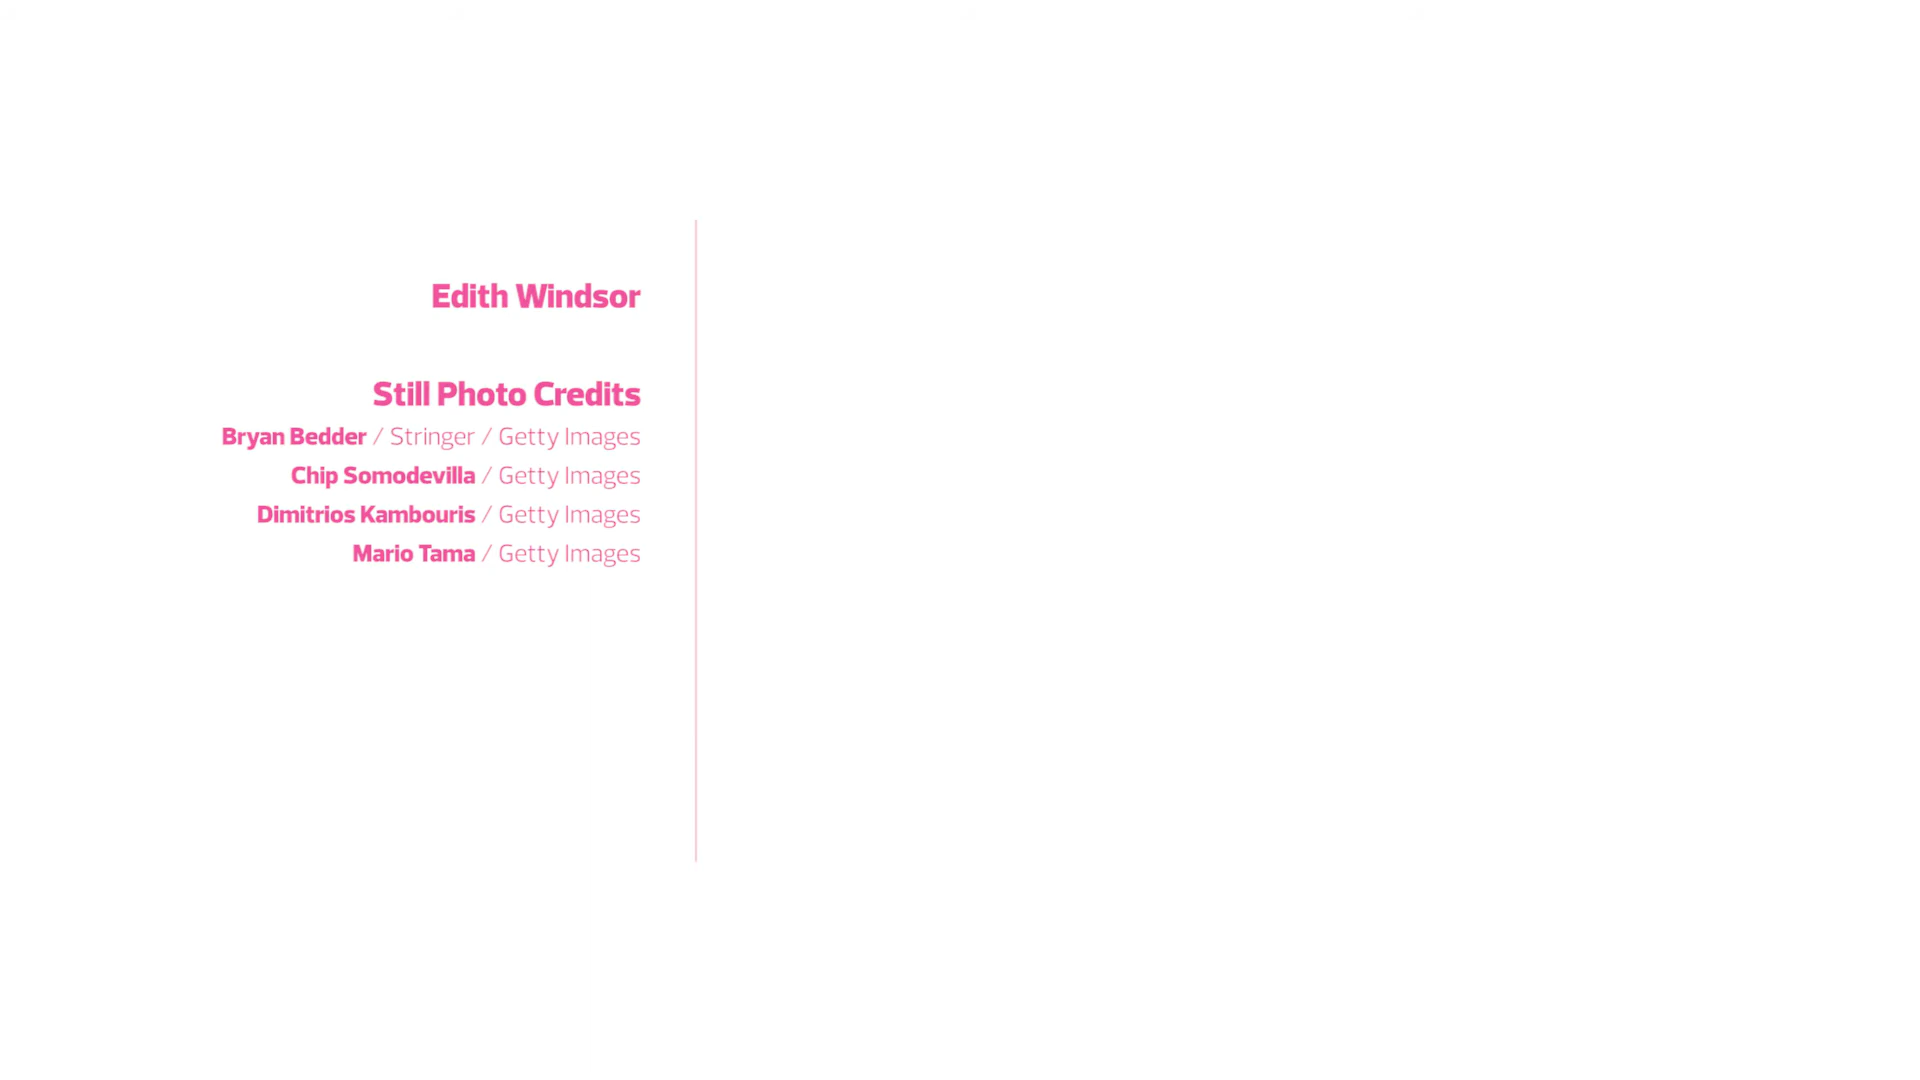 Edith Windsor
Still Photo Credits
Bryan Bedder / Stringer / Getty Images
Chip Somodevilla / Getty Images
Dimitrios Kambouris / Getty Images
Mario Tama / Getty Images